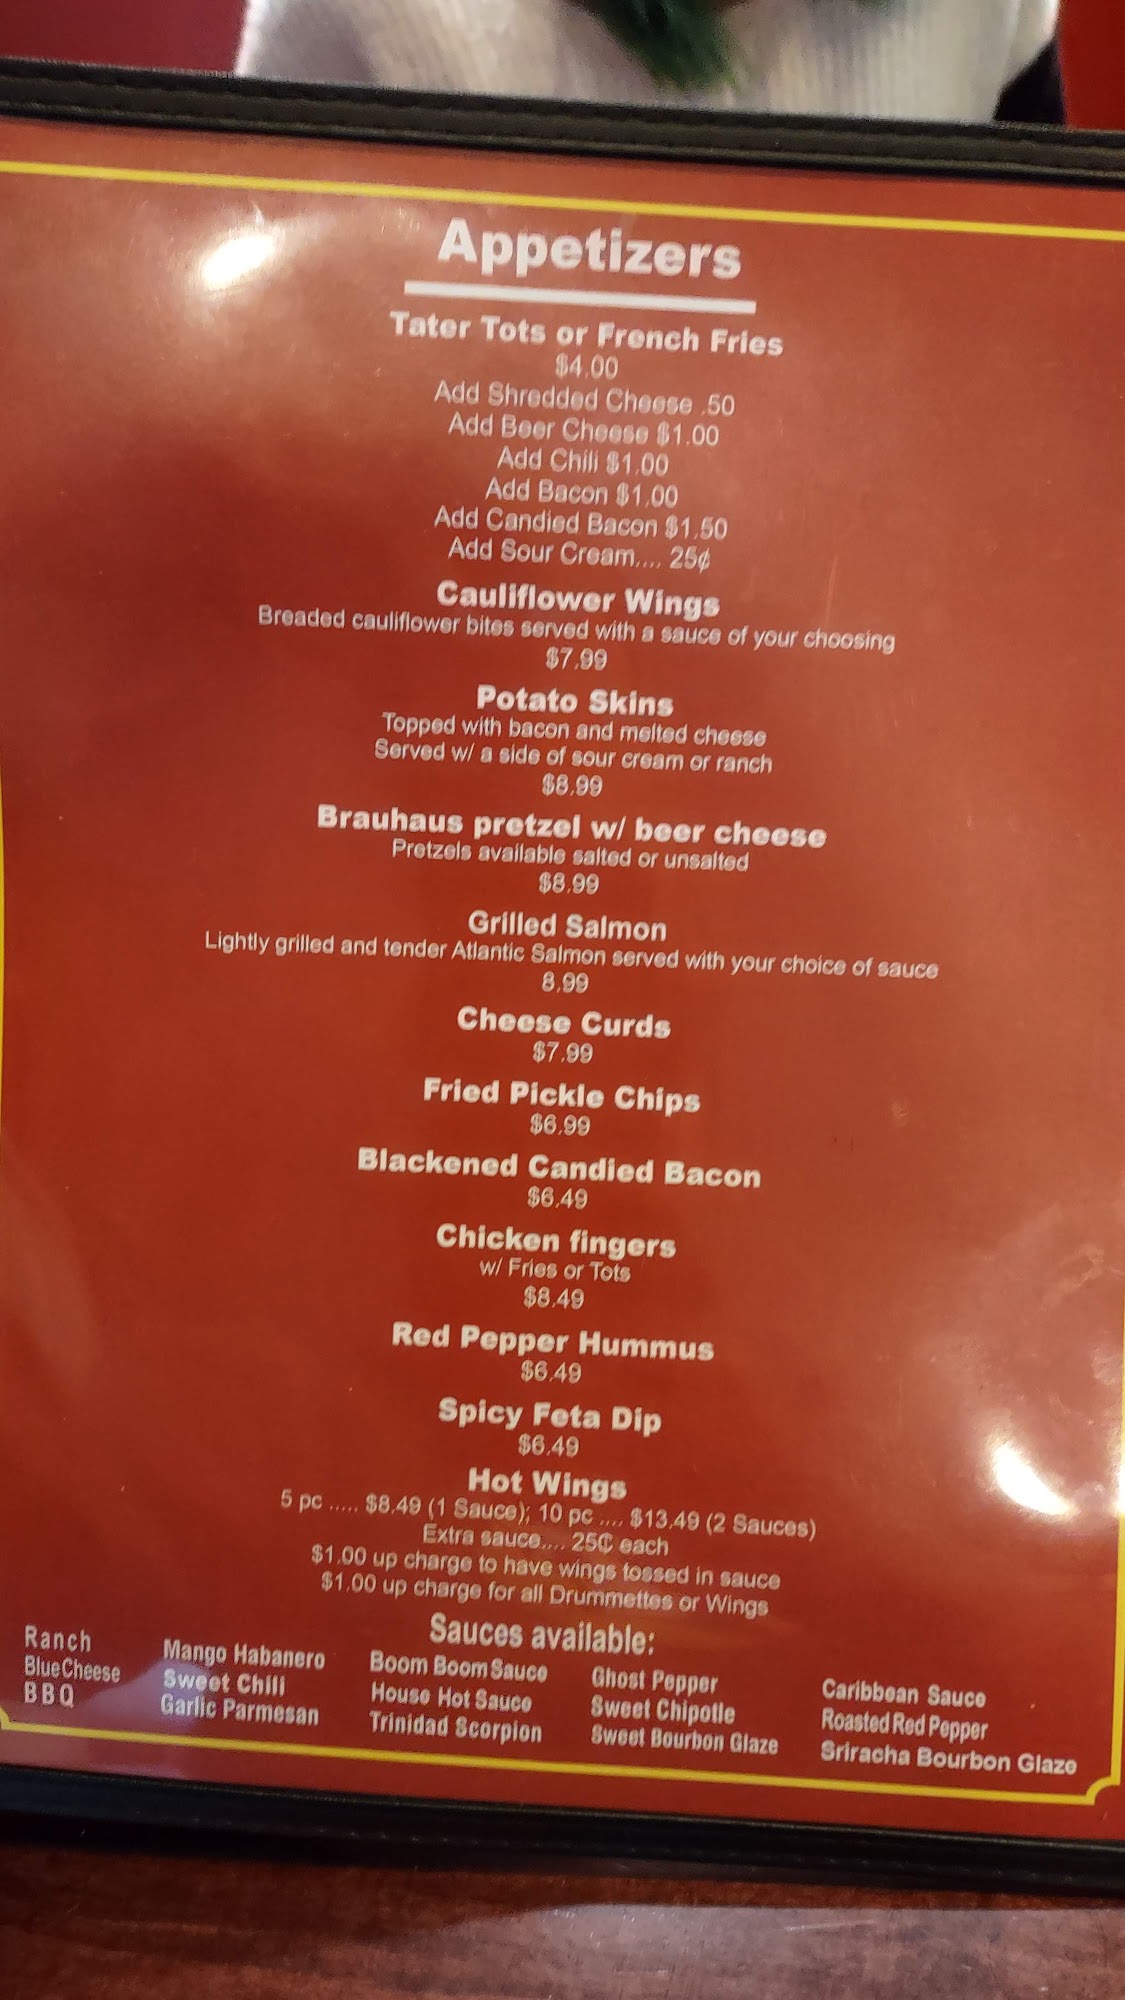 Appetizers
Tater Tots or French Fries
$4.00
Add Shredded Cheese .50
Add Beer Cheese $1.00
Add Chili $1.00
Add Bacon $1.00
Add Candied Bacon $1.50
Add Sour Cream.... 25¢
Cauliflower Wings
Breaded cauliflower bites served with a sauce of your choosing
$7.99
Potato Skins
Topped with bacon and melted cheese
Served w/ a side of sour cream or ranch
$8.99
Brauhaus pretzel w/ beer cheese
Pretzels available salted or unsalted
$8.99
Grilled Salmon
Lightly grilled and tender Atlantic Salmon served with your choice of sauce
8.99
Cheese Curds
$7.99
Fried Pickle Chips
$6.99
Blackened Candied Bacon
$6.49
Chicken fingers
w/ Fries or Tots
$8.49
Red Pepper Hummus
$6.49
Spicy Feta Dip
$6.49
Hot Wings
5 pc ..... $8.49 (1 Sauce); 10 pc .... $13.49 (2 Sauces)
Extra sauce.... 25₵ each
$1.00 up charge to have wings tossed in sauce
$1.00 up charge for all Drummettes or Wings
Sauces available:
Ranch
Blue Cheese
BBQ
Mango Habanero
Sweet Chili
Garlic Parmesan
Boom Boom Sauce
House Hot Sauce
Trinidad Scorpion
Ghost Pepper
Sweet Chipotle
Sweet Bourbon Glaze
Caribbean Sauce
Roasted Red Pepper
Sriracha Bourbon Glaze